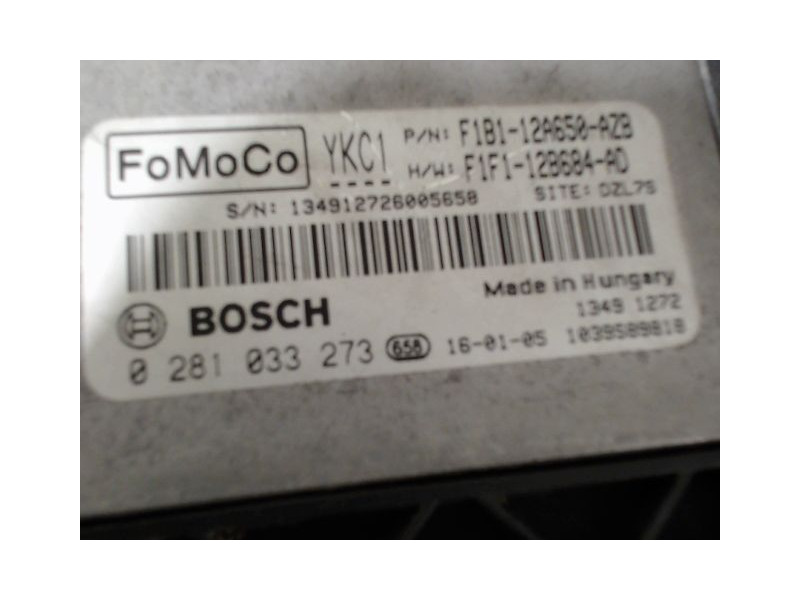 FoMoCo YKC1 P/N: F1B1-12A650-AZB
H/W: F1F1-12B684-AD
S/N: 134912726005658 SITE: DZL7S
Made in Hungary
BOSCH 1349 1272
0 281 033 273 658 16-01-05 1039S89818